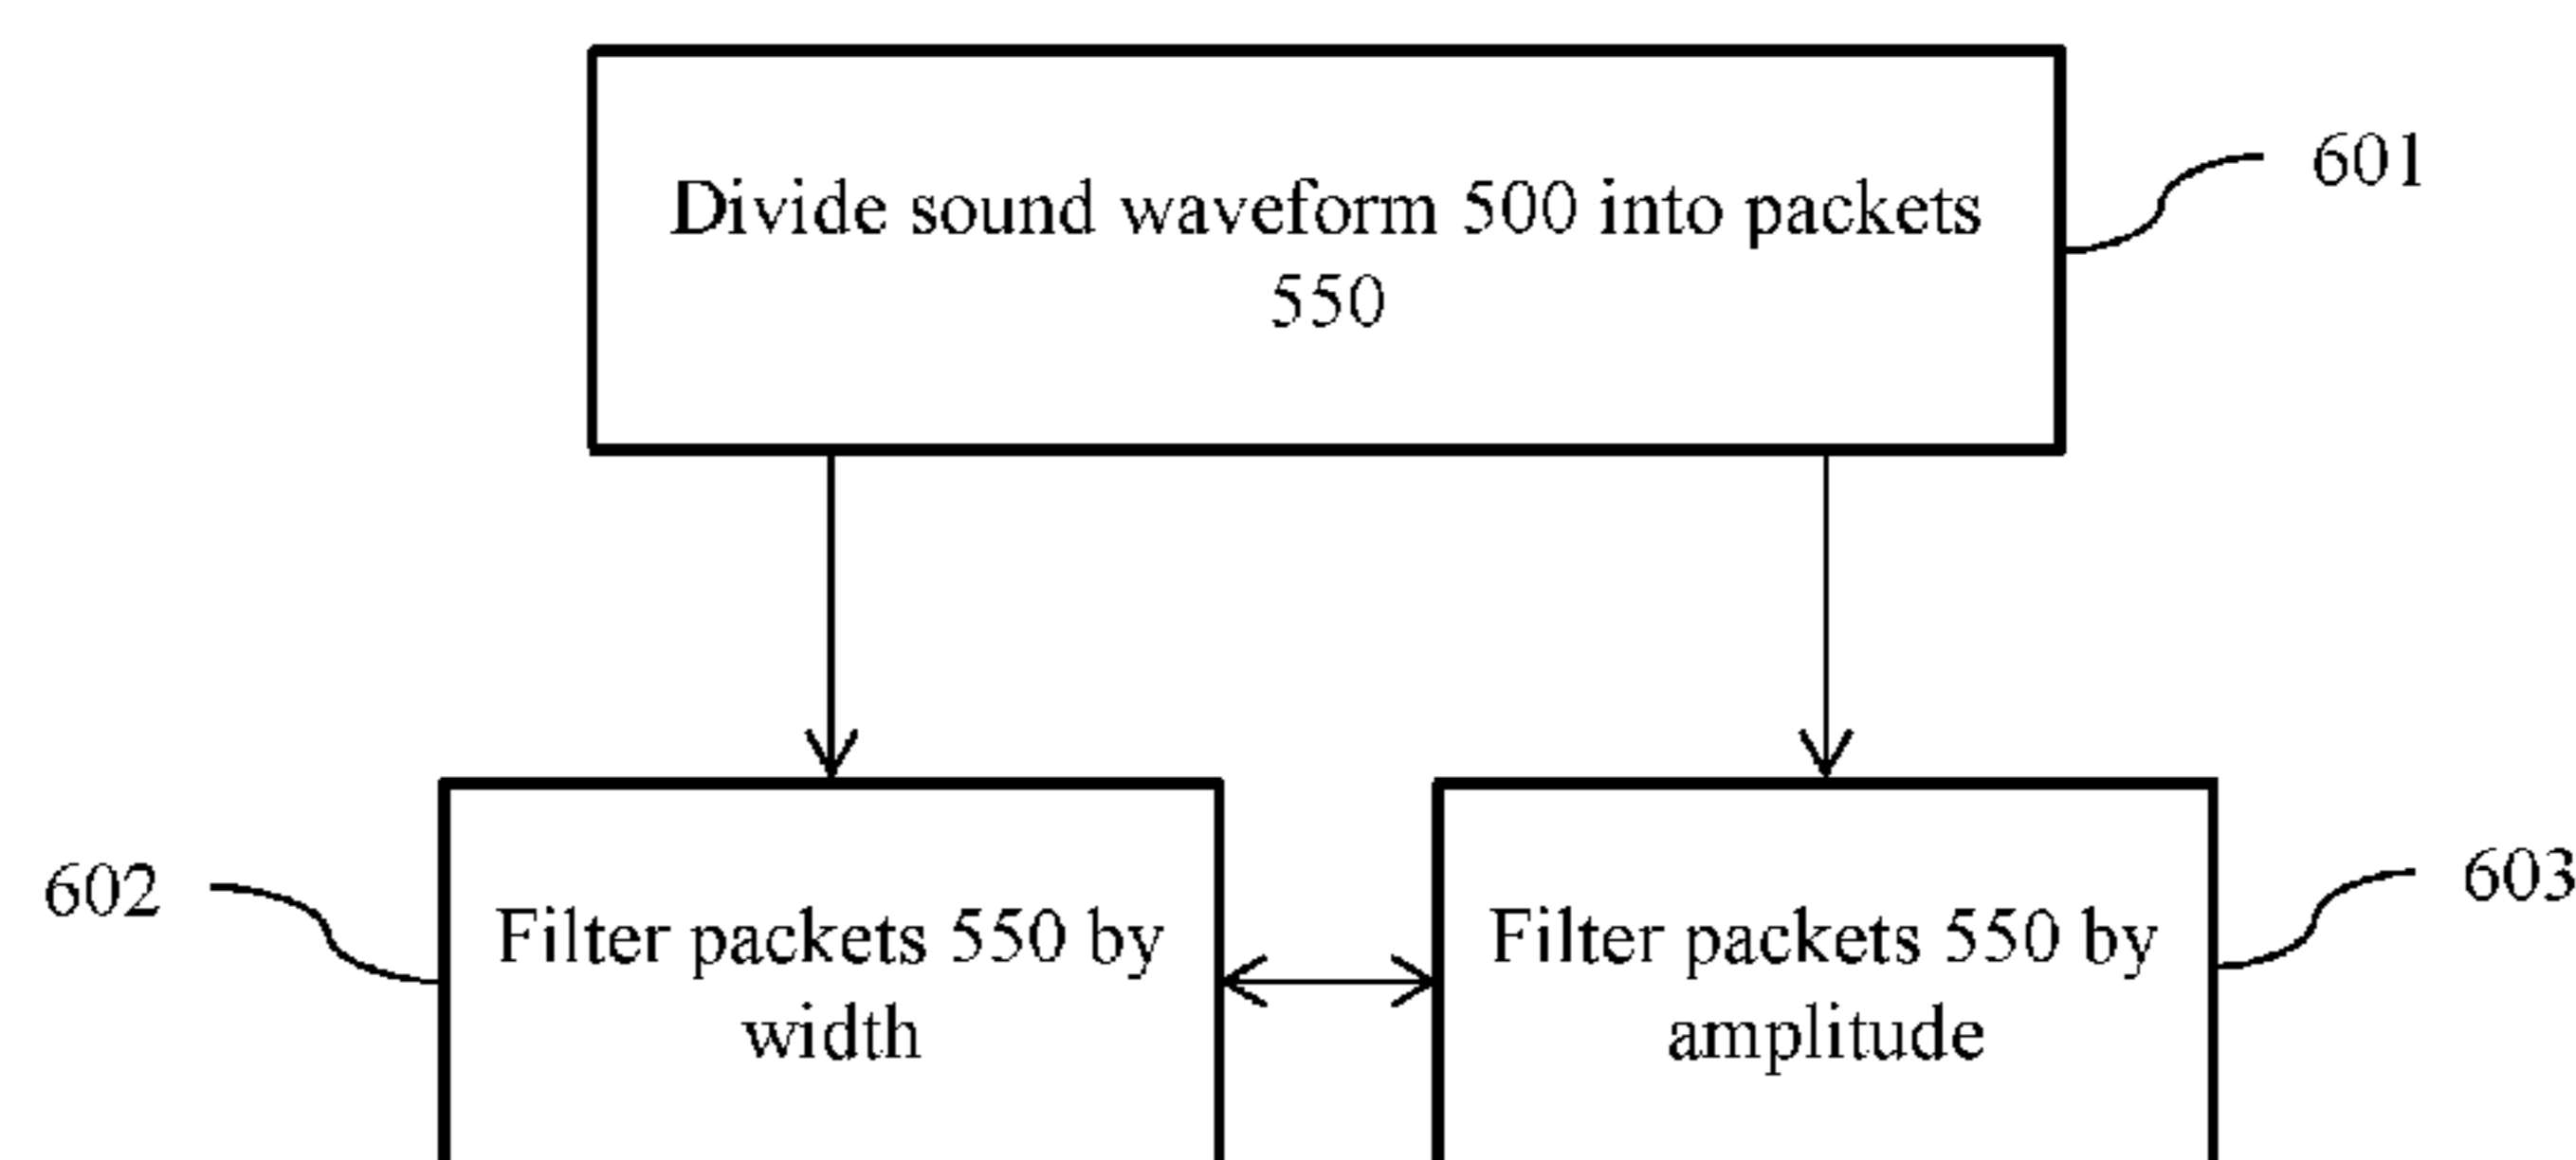 Divide sound waveform 500 into packets
550
601
602
Filter packets 550 by
width
Filter packets 550 by
amplitude
603